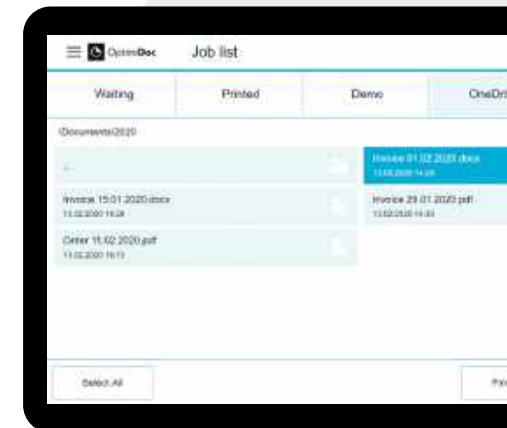 OptimiDoc Job list
Waiting Printed Demo OneDri
\Documents\2020
..
Invoice 01.02.2020.docx
Invoice 15.01.2020.docx
Invoice 29.01.2020.pdf
Order 11.02.2020.pdf
Select All